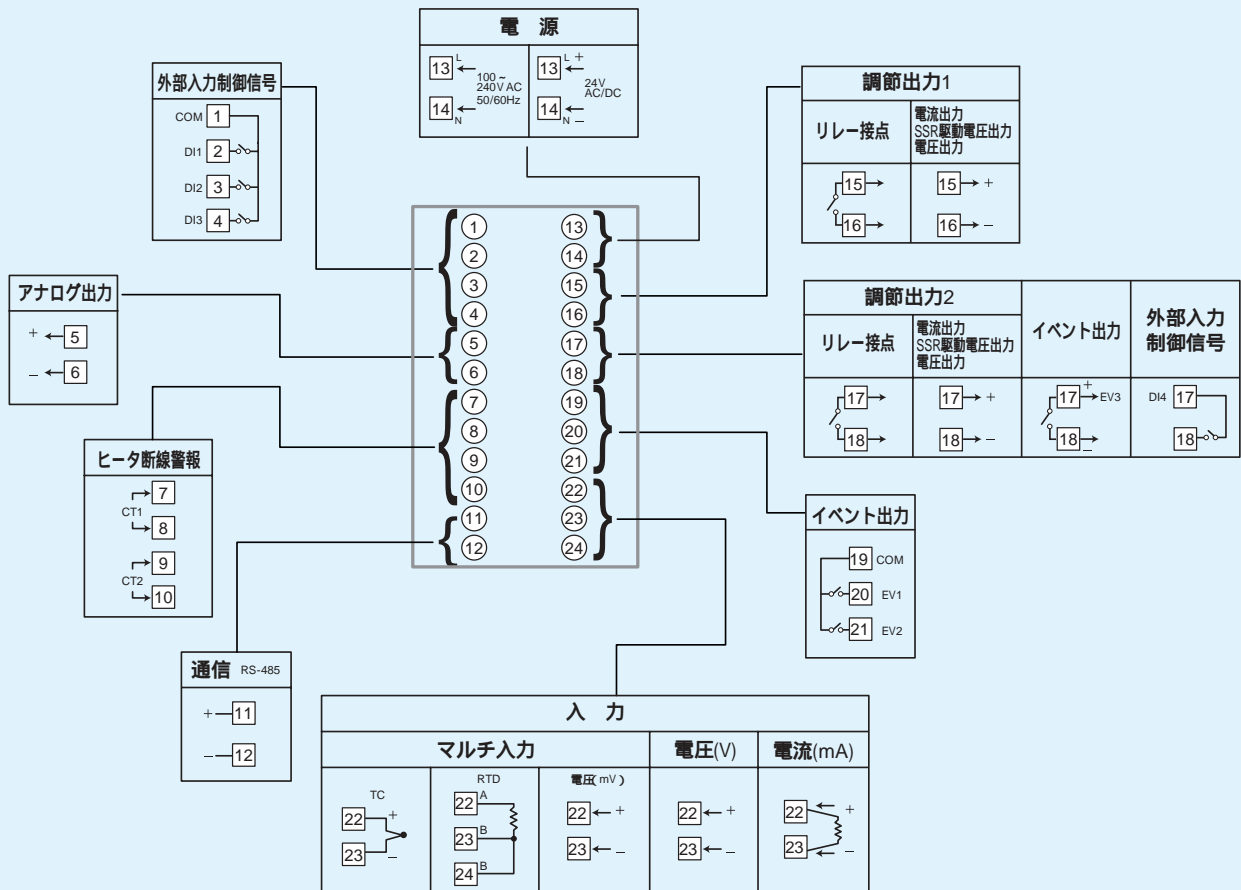 電 源
13 L
100 ~
240V AC
50/60Hz
14 N
13 L +
24V
AC/DC
14 N −
外部入力制御信号
COM 1
DI1 2
DI2 3
DI3 4
調節出力1
リレー接点
電流出力
SSR駆動電圧出力
電圧出力
15
16
15 +
16 −
1
2
3
4
5
6
7
8
9
10
11
12
13
14
15
16
17
18
19
20
21
22
23
24
アナログ出力
+ 5
− 6
調節出力2
リレー接点
電流出力
SSR駆動電圧出力
電圧出力
イベント出力
外部入力
制御信号
17
18
17 +
18 −
17 + EV3
18 −
DI4 17
18
ヒータ断線警報
7
CT1
8
9
CT2
10
イベント出力
19 COM
20 EV1
21 EV2
通信 RS-485
+ 11
− 12
入 力
マルチ入力
電圧(V)
電流(mA)
TC
22 +
23 −
RTD
22 A
23 B
24 B
電圧(mV)
22 +
23 −
22 +
23 −
22 +
23 −